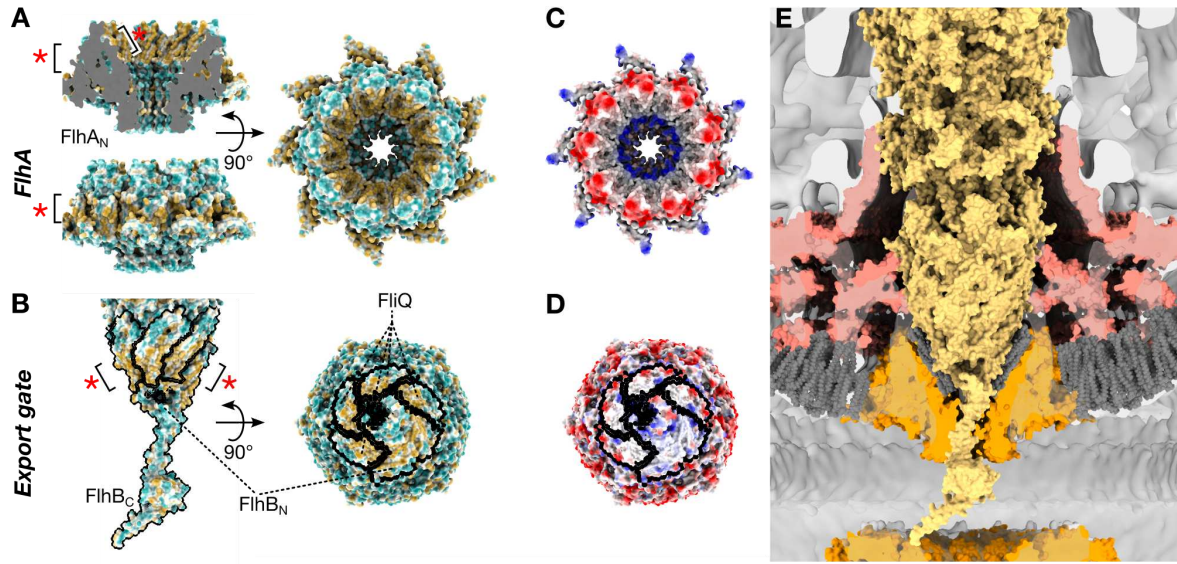 A
*
*
FlhA_N
90°
FlhA
*
C
E
B
FliQ
*
*
90°
FlhB_C
FlhB_N
Export gate
D